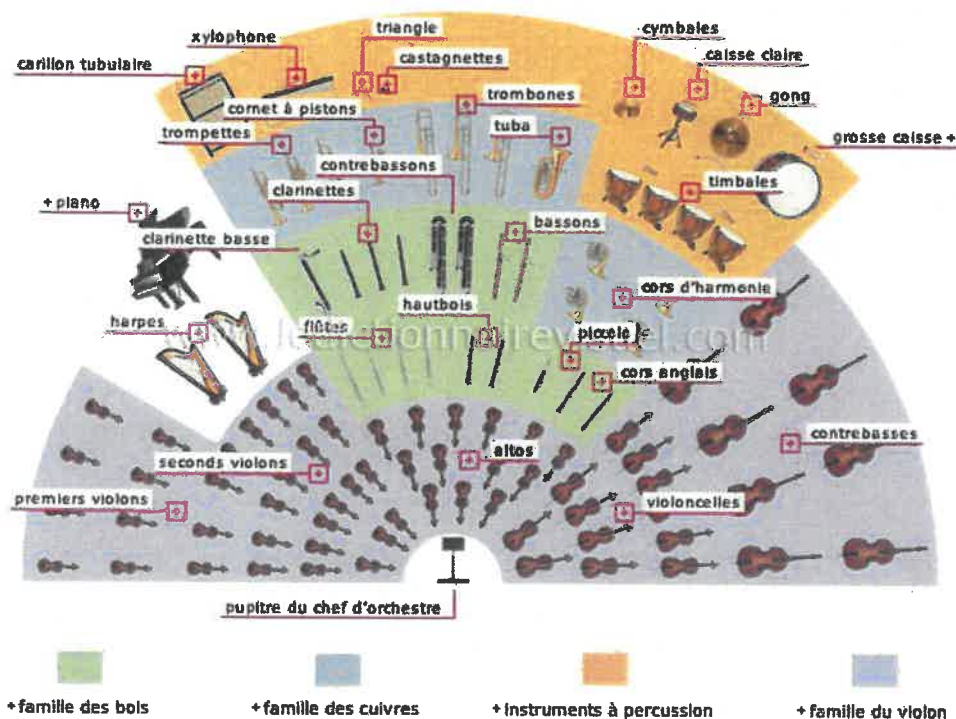 triangle
cymbales
xylophone
castagnettes
caisse claire
carillon tubulaire
trombones
gong
cornet à pistons
tuba
grosse caisse +
trompettes
contrebassons
timbales
clarinettes
+ piano
bassons
clarinette basse
cors d'harmonie
hautbois
harpes
flûtes
piccolo
cors anglais
contrebasses
altos
seconds violons
premiers violons
violoncelles
pupitre du chef d'orchestre
+ famille des bois
+ famille des cuivres
+ instruments à percussion
+ famille du violon